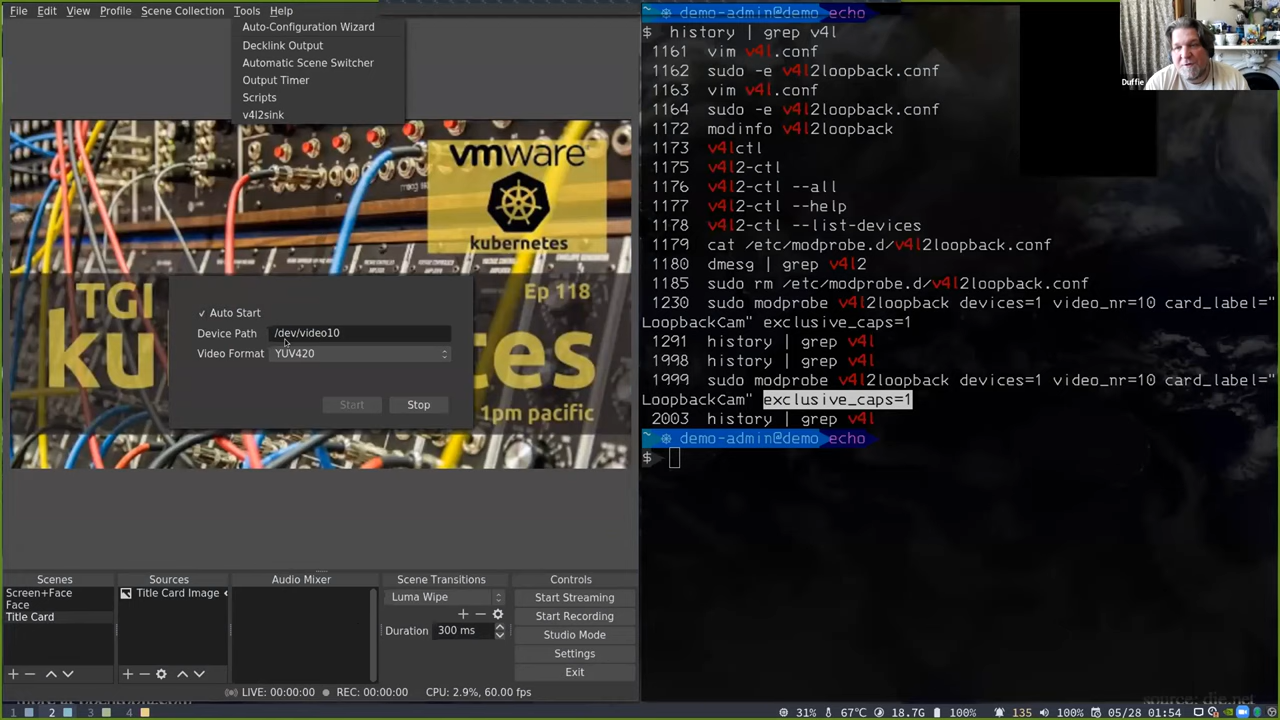 File Edit View Profile Scene Collection Tools Help
Auto-Configuration Wizard
Decklink Output
Automatic Scene Switcher
Output Timer
Scripts
v4l2sink
vmware
kubernetes
TGI
Ep 118
ku
etes
1pm pacific
✓ Auto Start
Device Path /dev/video10
Video Format YUV420
Start Stop
Scenes
Screen+Face
Face
Title Card
Sources
Title Card Image
Audio Mixer
Scene Transitions
Luma Wipe
Duration 300 ms
Controls
Start Streaming
Start Recording
Studio Mode
Settings
Exit
LIVE: 00:00:00 REC: 00:00:00 CPU: 2.9%, 60.00 fps
~ demo-admin@demo echo
$ history | grep v4l
1161 vim v4l.conf
1162 sudo -e v4l2loopback.conf
1163 vim v4l.conf
1164 sudo -e v4l2loopback.conf
1172 modinfo v4l2loopback
1173 v4lctl
1175 v4l2-ctl
1176 v4l2-ctl --all
1177 v4l2-ctl --help
1178 v4l2-ctl --list-devices
1179 cat /etc/modprobe.d/v4l2loopback.conf
1180 dmesg | grep v4l2
1185 sudo rm /etc/modprobe.d/v4l2loopback.conf
1230 sudo modprobe v4l2loopback devices=1 video_nr=10 card_label="
LoopbackCam" exclusive_caps=1
1291 history | grep v4l
1998 history | grep v4l
1999 sudo modprobe v4l2loopback devices=1 video_nr=10 card_label="
LoopbackCam" exclusive_caps=1
2003 history | grep v4l
~ demo-admin@demo echo
$
Duffie
source: die.net
1 2 3 4
31% 67℃ 18.7G 100% 135 100% 05/28 01:54